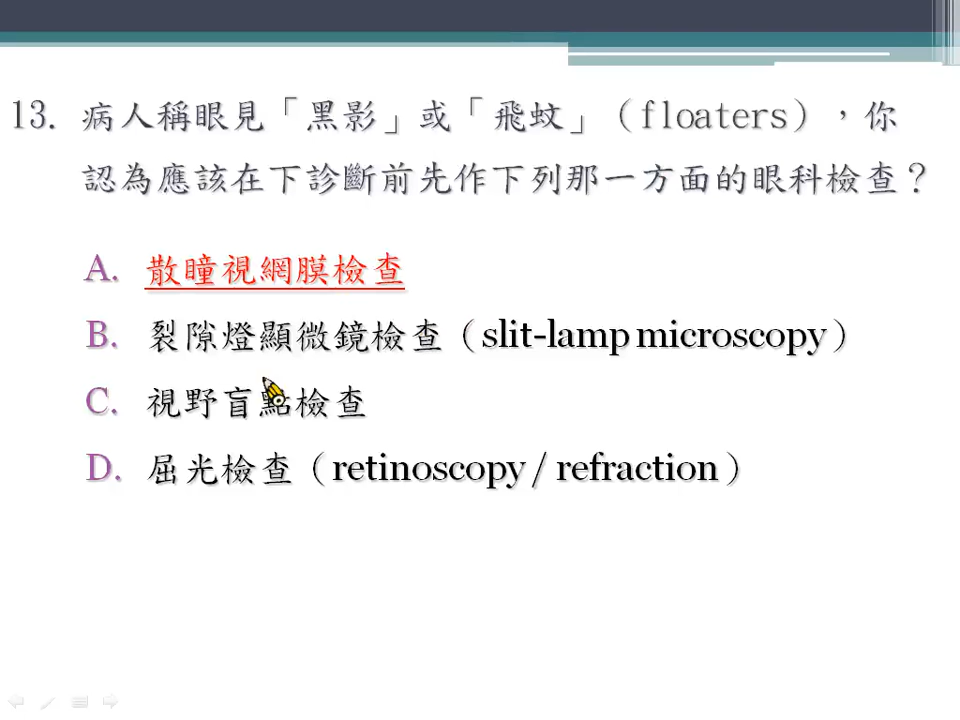 13. 病人稱眼見「黑影」或「飛蚊」（floaters），你
認為應該在下診斷前先作下列那一方面的眼科檢查？
A. 散瞳視網膜檢查
B. 裂隙燈顯微鏡檢查（slit-lamp microscopy）
C. 視野盲點檢查
D. 屈光檢查（retinoscopy / refraction）